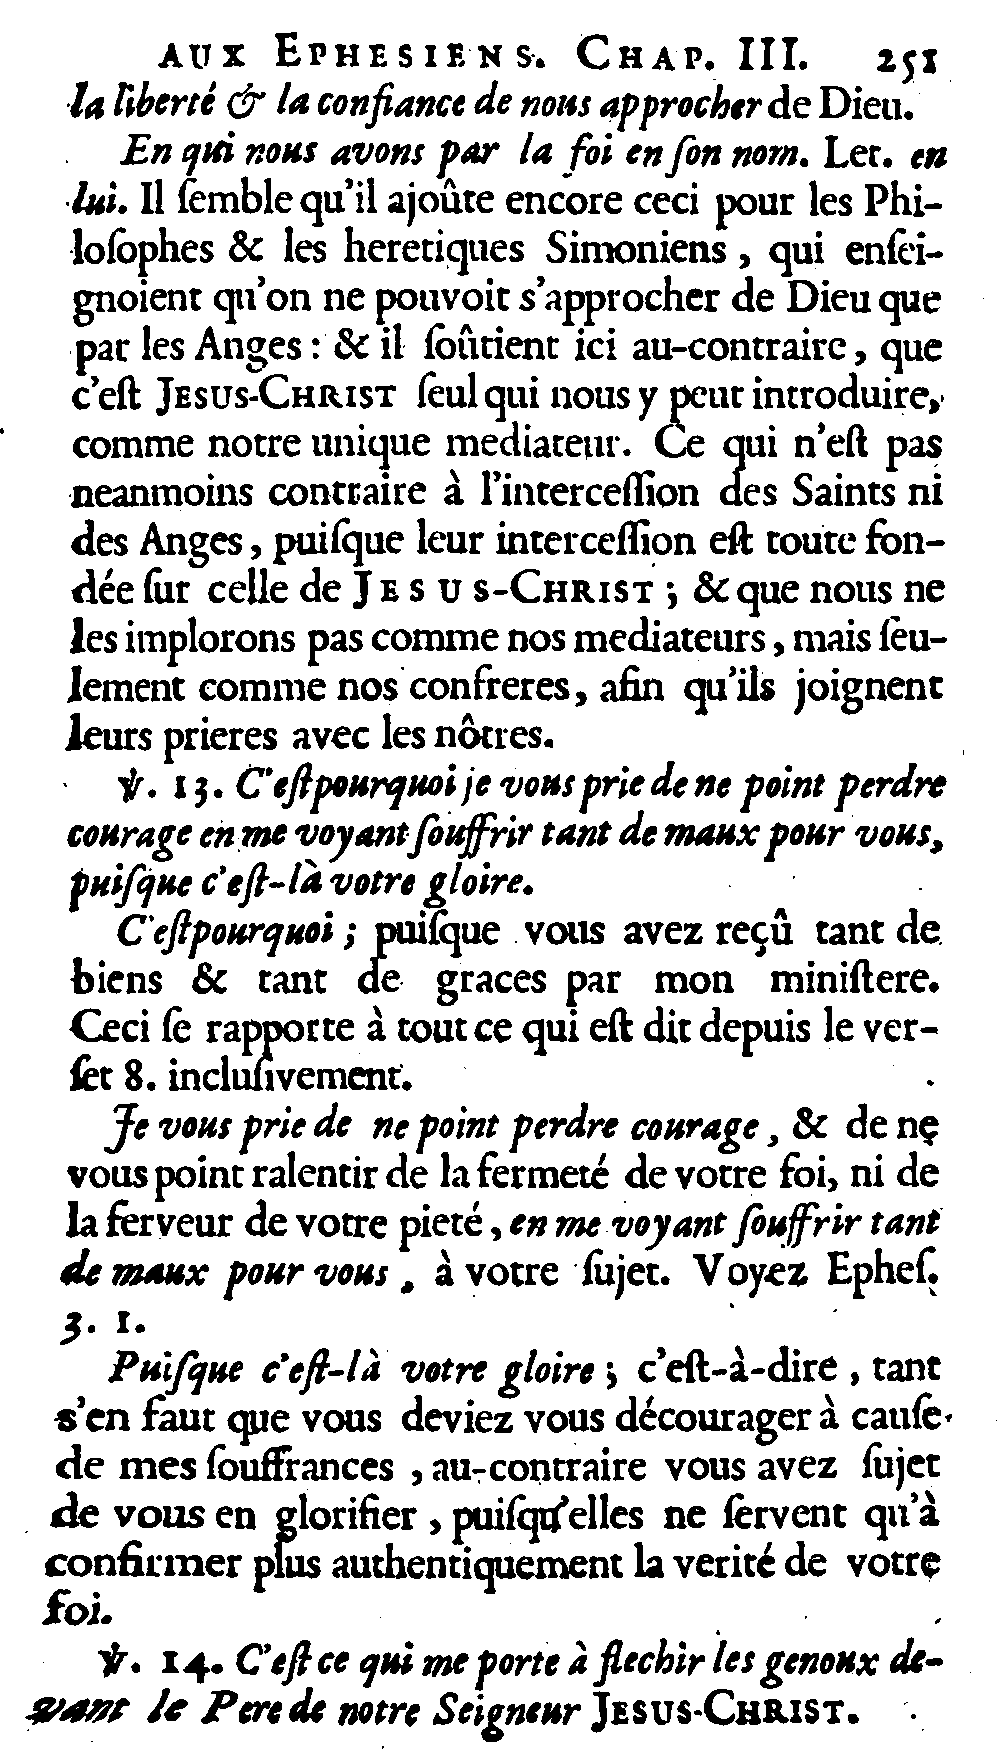 AUX EPHESIENS. CHAP. III. 251
la liberté & la confiance de nous approcher de Dieu.
En qui nous avons par la foi en ſon nom. Let. en
lui. Il ſemble qu'il ajoûte encore ceci pour les Phi-
loſophes & les heretiques Simoniens, qui enſei-
gnoient qu'on ne pouvoit s'approcher de Dieu que
par les Anges : & il ſoûtient ici au-contraire, que
c'eſt JESUS-CHRIST ſeul qui nous y peut introduire,
comme notre unique mediateur. Ce qui n'eſt pas
neanmoins contraire à l'interceſſion des Saints ni
des Anges, puiſque leur interceſſion eſt toute fon-
dée ſur celle de JESUS-CHRIST ; & que nous ne
les implorons pas comme nos mediateurs, mais ſeu-
lement comme nos confreres, afin qu'ils joignent
leurs prieres avec les nôtres.
℣. 13. C'eſtpourquoi je vous prie de ne point perdre
courage en me voyant ſouffrir tant de maux pour vous,
puiſque c'eſt-là votre gloire.
C'eſtpourquoi ; puiſque vous avez reçû tant de
biens & tant de graces par mon miniſtere.
Ceci ſe rapporte à tout ce qui eſt dit depuis le ver-
ſet 8. incluſivement.
Je vous prie de ne point perdre courage, & de ne
vous point ralentir de la fermeté de votre foi, ni de
la ferveur de votre pieté, en me voyant ſouffrir tant
de maux pour vous, à votre ſujet. Voyez Epheſ.
3. 1.
Puiſque c'eſt-là votre gloire ; c'eſt-à-dire, tant
s'en faut que vous deviez vous décourager à cauſe
de mes ſouffrances, au-contraire vous avez ſujet
de vous en glorifier, puiſqu'elles ne ſervent qu'à
confirmer plus authentiquement la verité de votre
foi.
℣. 14. C'eſt ce qui me porte à flechir les genoux de-
vant le Pere de notre Seigneur JESUS-CHRIST.